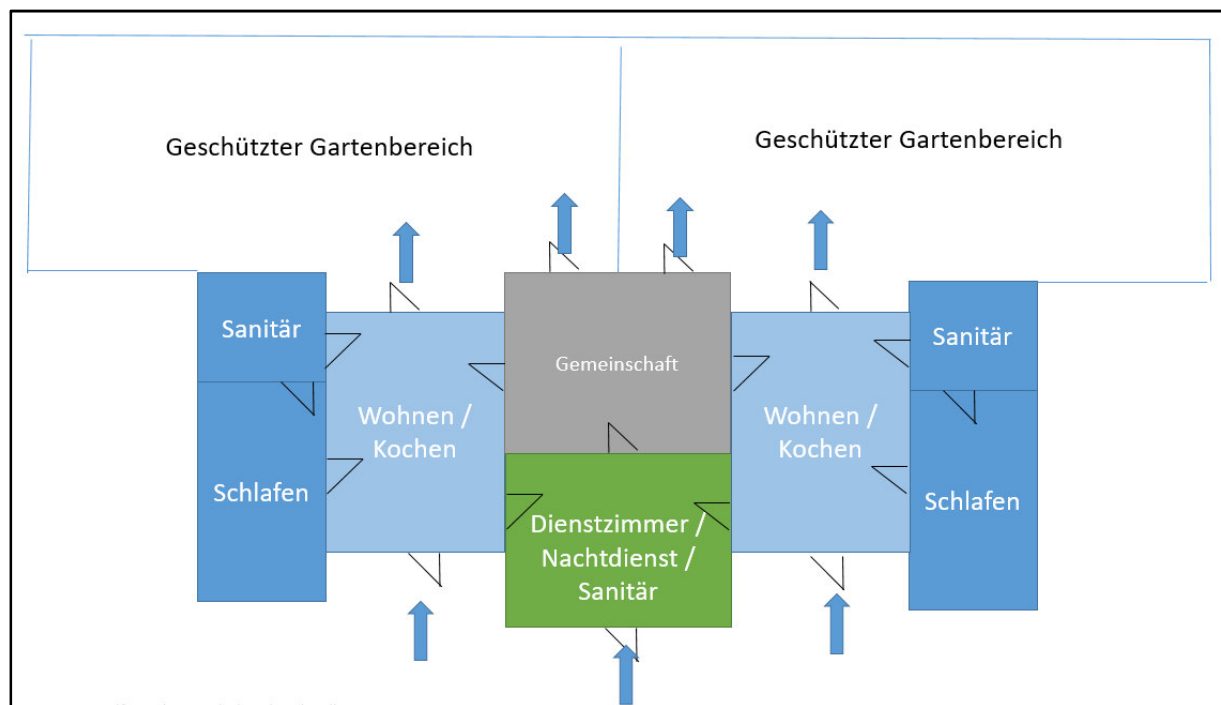 Geschützter Gartenbereich
Geschützter Gartenbereich
Sanitär
Gemeinschaft
Sanitär
Wohnen /
Kochen
Wohnen /
Kochen
Schlafen
Dienstzimmer /
Nachtdienst /
Sanitär
Schlafen